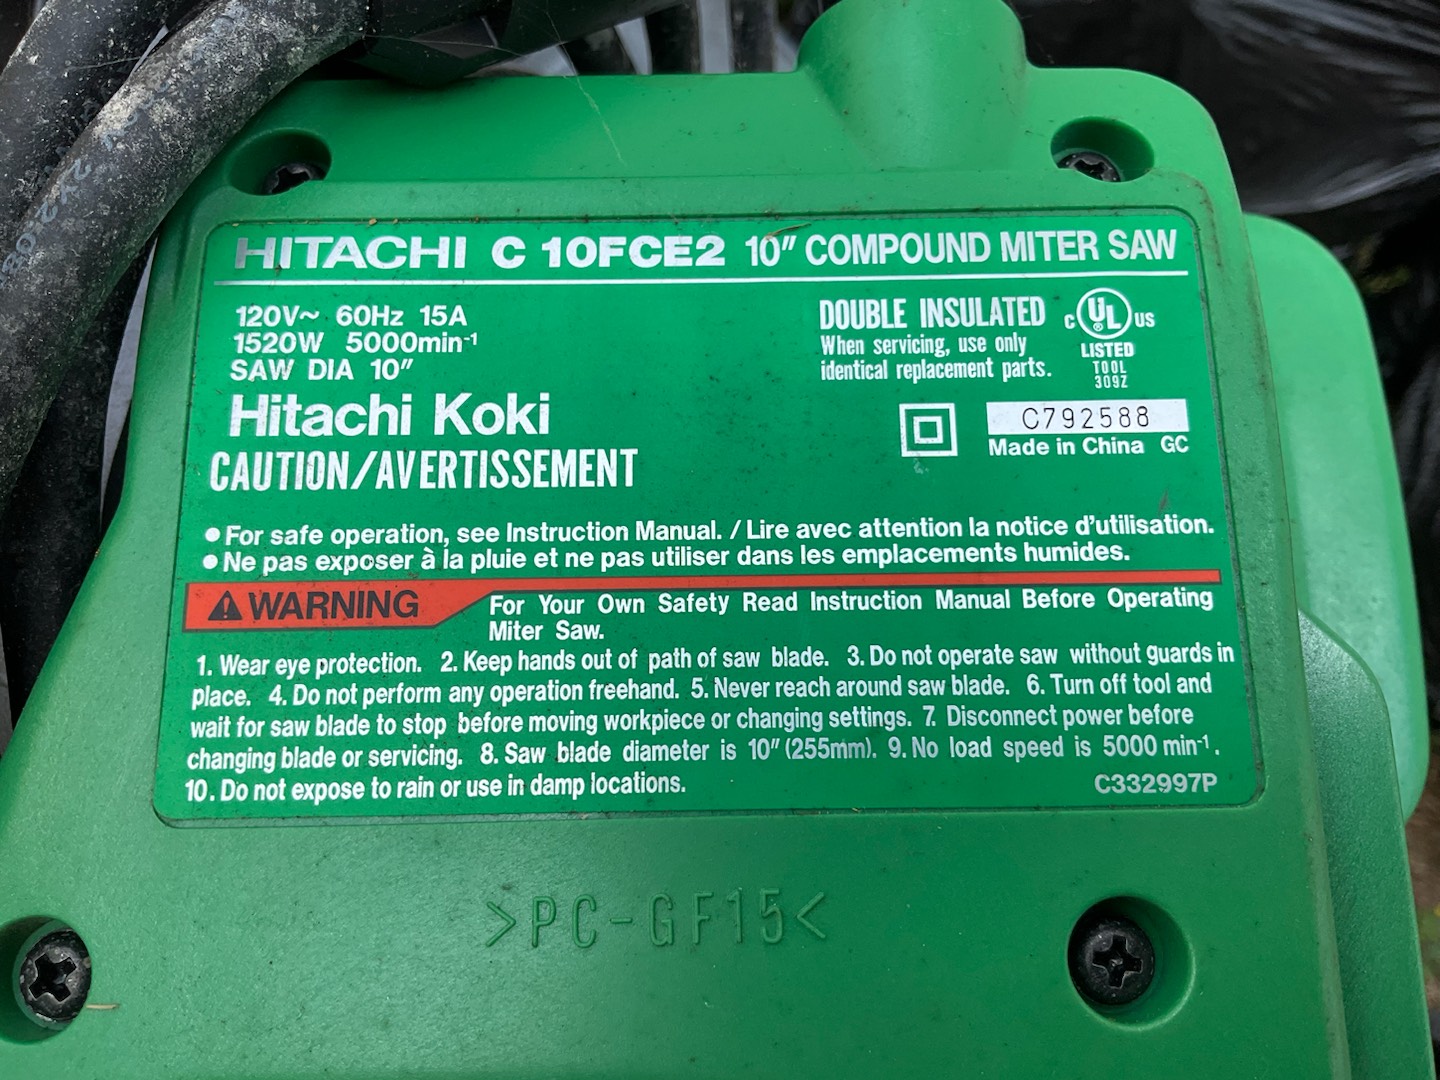 HITACHI C 10FCE2 10" COMPOUND MITER SAW
120V~ 60Hz 15A
1520W 5000min-¹
SAW DIA 10"
Hitachi Koki
DOUBLE INSULATED
When servicing, use only
identical replacement parts.
C UL ® US
LISTED
TOOL
309Z
C792588
Made in China GC
CAUTION/AVERTISSEMENT
● For safe operation, see Instruction Manual. / Lire avec attention la notice d'utilisation.
● Ne pas exposer à la pluie et ne pas utiliser dans les emplacements humides.
WARNING
For Your Own Safety Read Instruction Manual Before Operating
Miter Saw.
1. Wear eye protection. 2. Keep hands out of path of saw blade. 3. Do not operate saw without guards in
place. 4. Do not perform any operation freehand. 5. Never reach around saw blade. 6. Turn off tool and
wait for saw blade to stop before moving workpiece or changing settings. 7. Disconnect power before
changing blade or servicing. 8. Saw blade diameter is 10" (255mm). 9. No load speed is 5000 min-¹.
10. Do not expose to rain or use in damp locations.
C332997P
>PC-GF15<